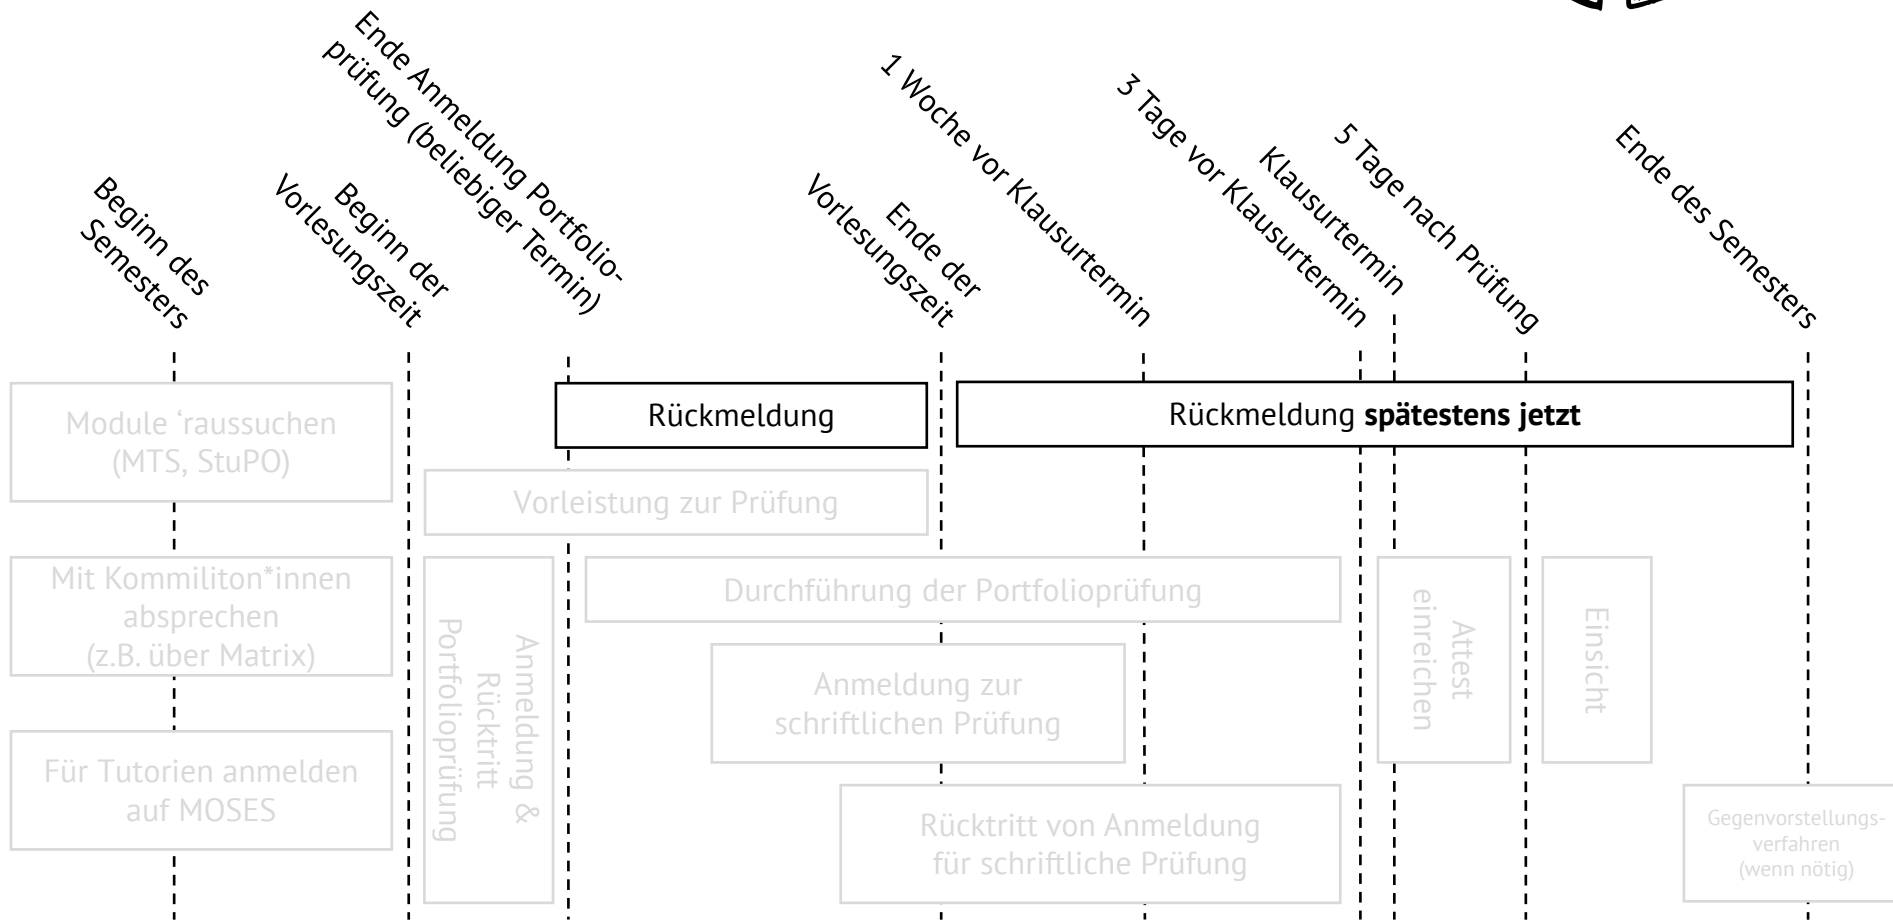 Beginn des
Semesters
Beginn der
Vorlesungszeit
Ende Anmeldung Portfolio-
prüfung (beliebiger Termin)
Ende der
Vorlesungszeit
1 Woche vor Klausurtermin
3 Tage vor Klausurtermin
Klausurtermin
5 Tage nach Prüfung
Ende des Semesters
Rückmeldung
Rückmeldung spätestens jetzt
Module ‘raussuchen
(MTS, StuPO)
Vorleistung zur Prüfung
Mit Kommiliton*innen
absprechen
(z.B. über Matrix)
Anmeldung &
Rücktritt
Portfolioprüfung
Durchführung der Portfolioprüfung
Attest
einreichen
Einsicht
Anmeldung zur
schriftlichen Prüfung
Für Tutorien anmelden
auf MOSES
Rücktritt von Anmeldung
für schriftliche Prüfung
Gegenvorstellungs-
verfahren
(wenn nötig)